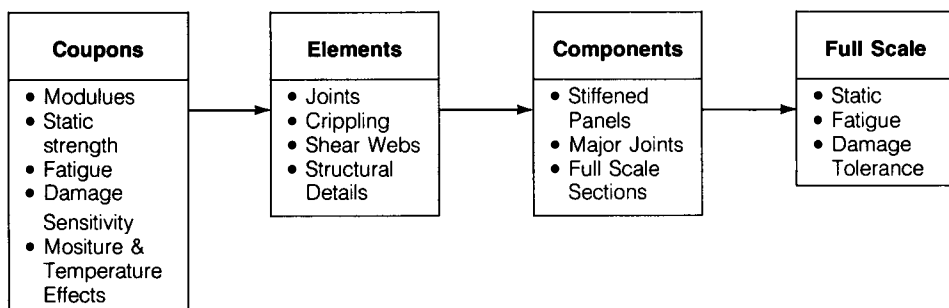 Coupons
• Modulues
• Static
strength
• Fatigue
• Damage
Sensitivity
• Mositure &
Temperature
Effects
Elements
• Joints
• Crippling
• Shear Webs
• Structural
Details
Components
• Stiffened
Panels
• Major Joints
• Full Scale
Sections
Full Scale
• Static
• Fatigue
• Damage
Tolerance